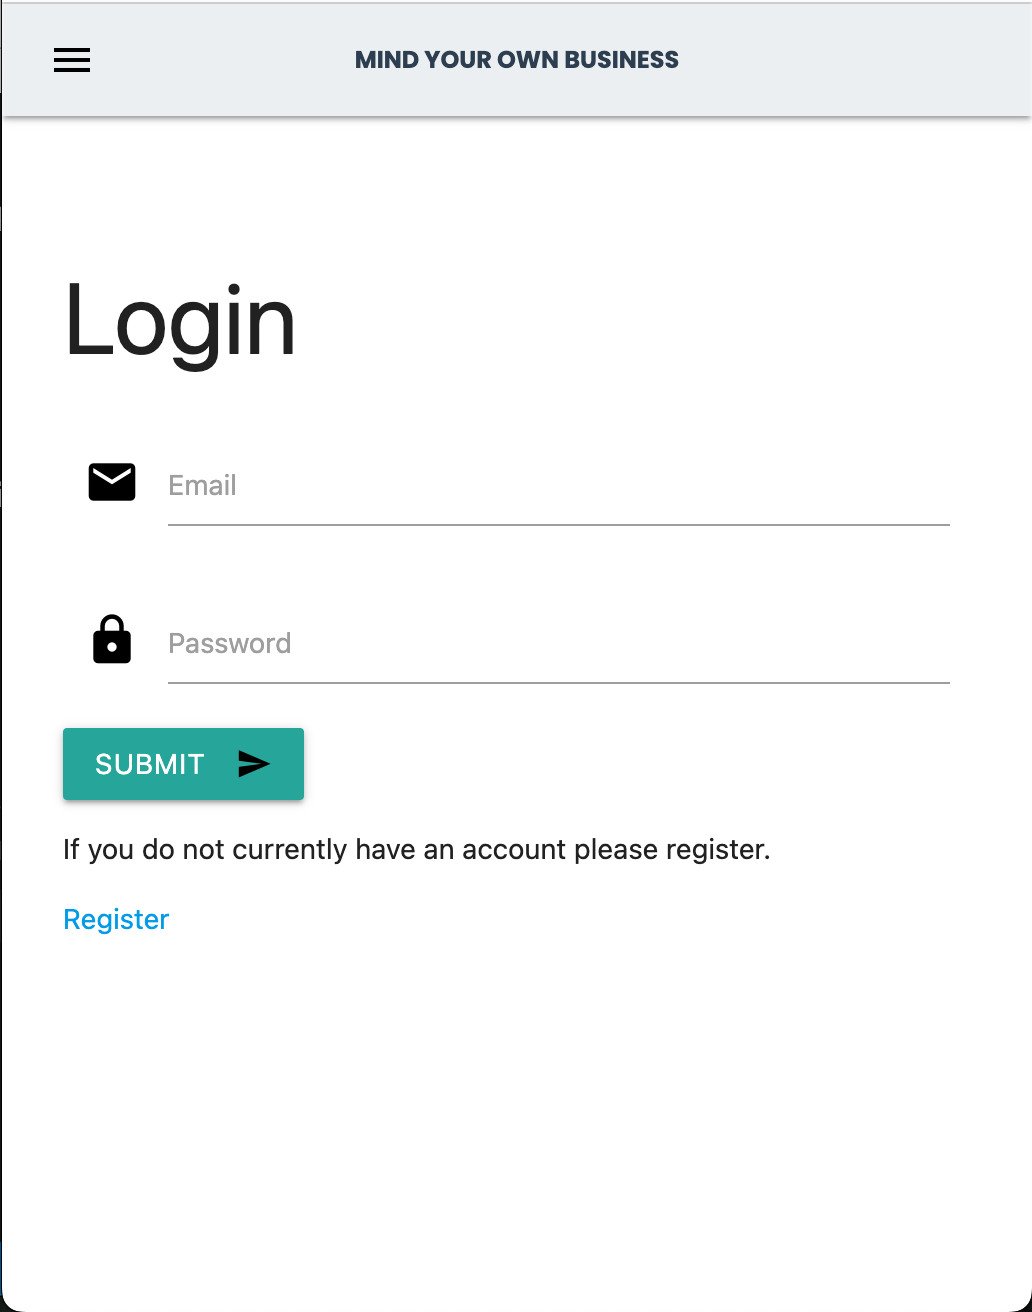 MIND YOUR OWN BUSINESS
Login
Email
Password
SUBMIT
If you do not currently have an account please register.
Register